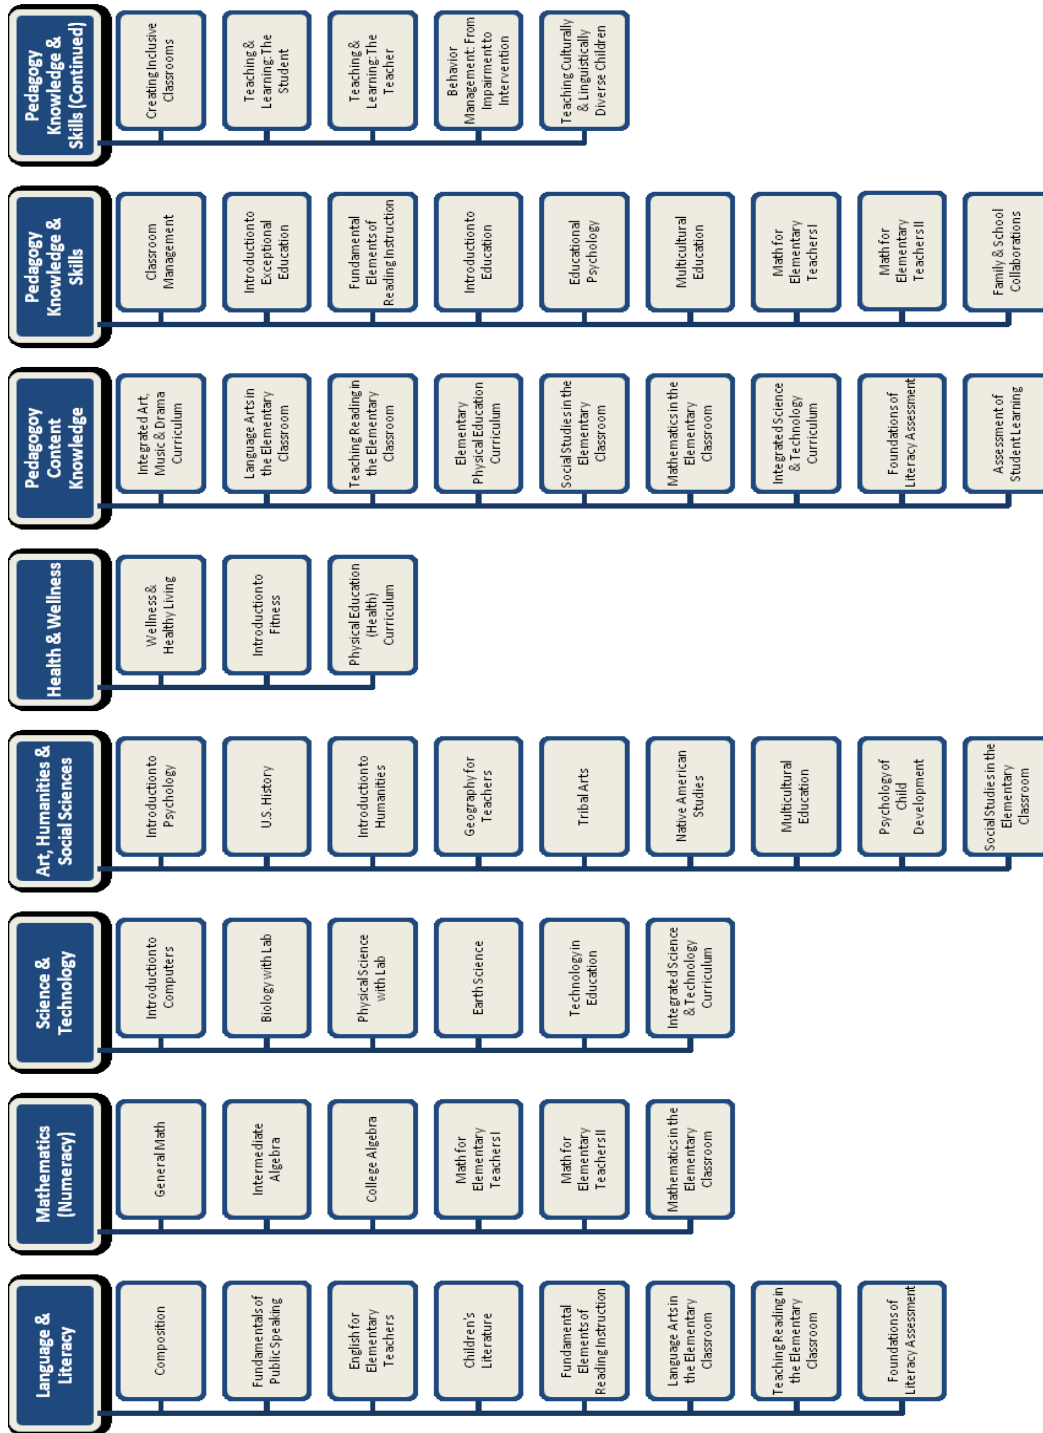 Language &
Literacy
Composition
Fundamentals of
Public Speaking
English for
Elementary
Teachers
Children's
Literature
Fundamental
Elements of
Reading Instruction
Language Arts in
the Elementary
Classroom
Teaching Reading in
the Elementary
Classroom
Foundations of
Literacy Assessment
Mathematics
(Numeracy)
General Math
Intermediate
Algebra
College Algebra
Math for
Elementary
Teachers I
Math for
Elementary
Teachers II
Mathematics in the
Elementary
Classroom
Science &
Technology
Introduction to
Computers
Biology with Lab
Physical Science
with Lab
Earth Science
Technology in
Education
Integrated Science
& Technology
Curriculum
Art, Humanities &
Social Sciences
Introduction to
Psychology
U.S. History
Introduction to
Humanities
Geography for
Teachers
Tribal Arts
Native American
Studies
Multicultural
Education
Psychology of
Child
Development
Social Studies in the
Elementary
Classroom
Health & Wellness
Wellness &
Healthy Living
Introduction to
Fitness
Physical Education
(Health)
Curriculum
Pedagogoy
Content
Knowledge
Integrated Art,
Music & Drama
Curriculum
Language Arts in
the Elementary
Classroom
Teaching Reading in
the Elementary
Classroom
Elementary
Physical Education
Curriculum
Social Studies in the
Elementary
Classroom
Mathematics in the
Elementary
Classroom
Integrated Science
& Technology
Curriculum
Foundations of
Literacy Assessment
Assessment of
Student Learning
Pedagogy
Knowledge &
Skills
Classroom
Management
Introduction to
Exceptional
Education
Fundamental
Elements of
Reading Instruction
Introduction to
Education
Educational
Psychology
Multicultural
Education
Math for
Elementary
Teachers I
Math for
Elementary
Teachers II
Family & School
Collaborations
Pedagogy
Knowledge &
Skills (Continued)
Creating Inclusive
Classrooms
Teaching &
Learning: The
Student
Teaching &
Learning: The
Teacher
Behavior
Management: From
Impairment to
Intervention
Teaching Culturally
& Linguistically
Diverse Children